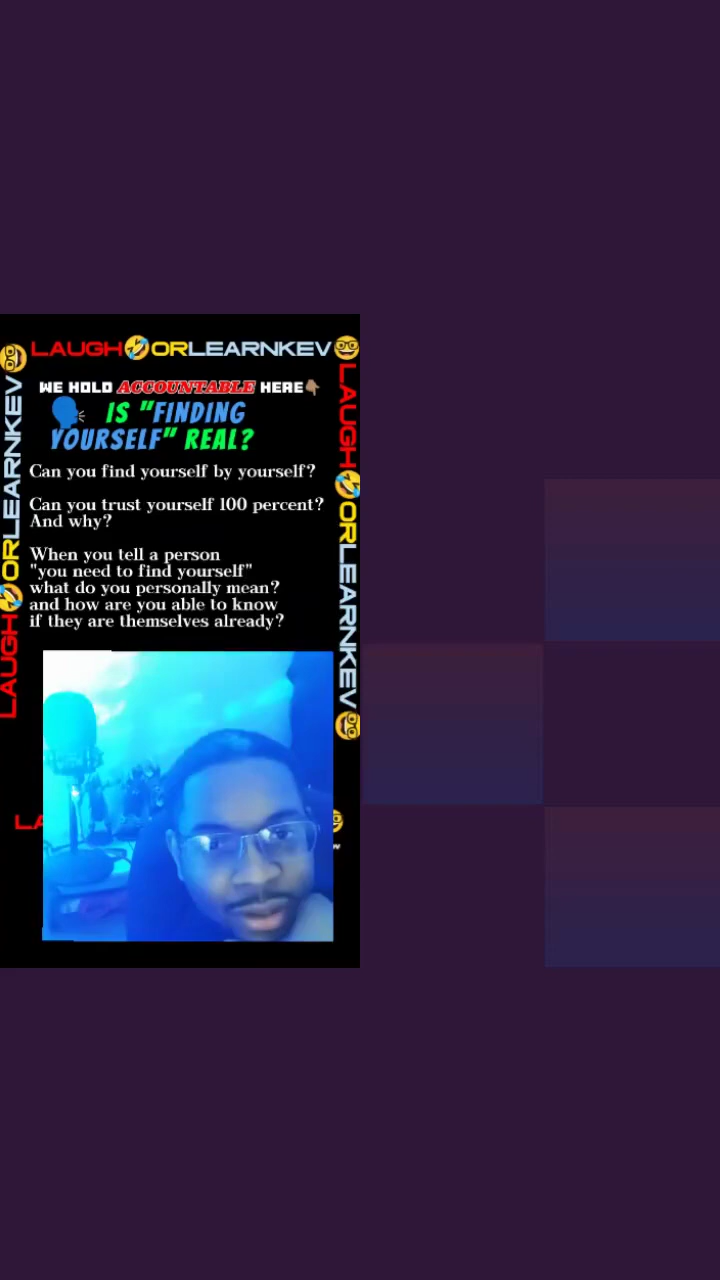 LAUGH🤣ORLEARNKEV🤓
WE HOLD ACCOUNTABLE HERE👇🏽
🗣 IS "FINDING
YOURSELF" REAL?
Can you find yourself by yourself?
Can you trust yourself 100 percent?
And why?
When you tell a person
"you need to find yourself"
what do you personally mean?
and how are you able to know
if they are themselves already?
LAUGH🤣ORLEARNKEV🤓
LAUGH🤣ORLEARNKEV🤓